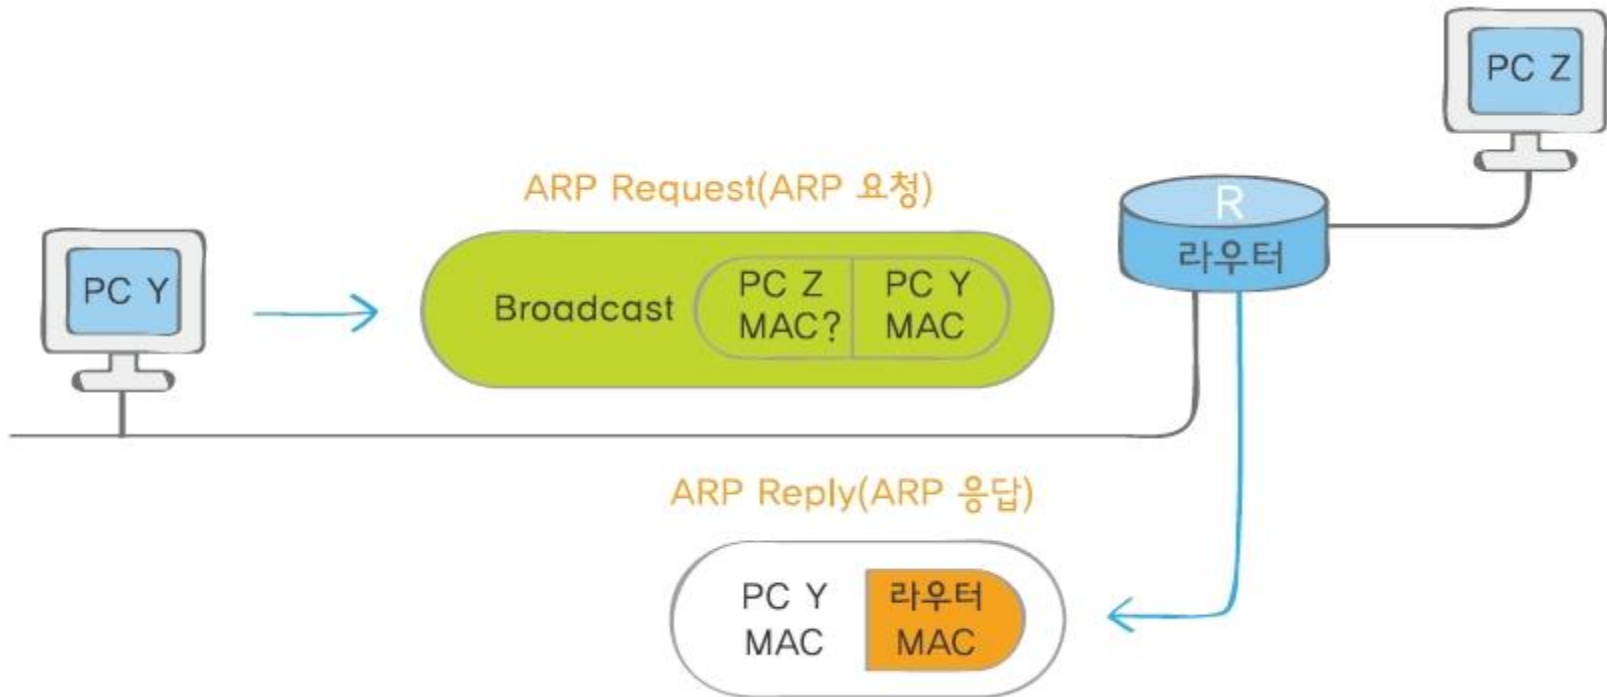 PC Z
ARP Request(ARP 요청)
R
라우터
PC Y
Broadcast
PC Z
MAC?
PC Y
MAC
ARP Reply(ARP 응답)
PC Y
MAC
라우터
MAC